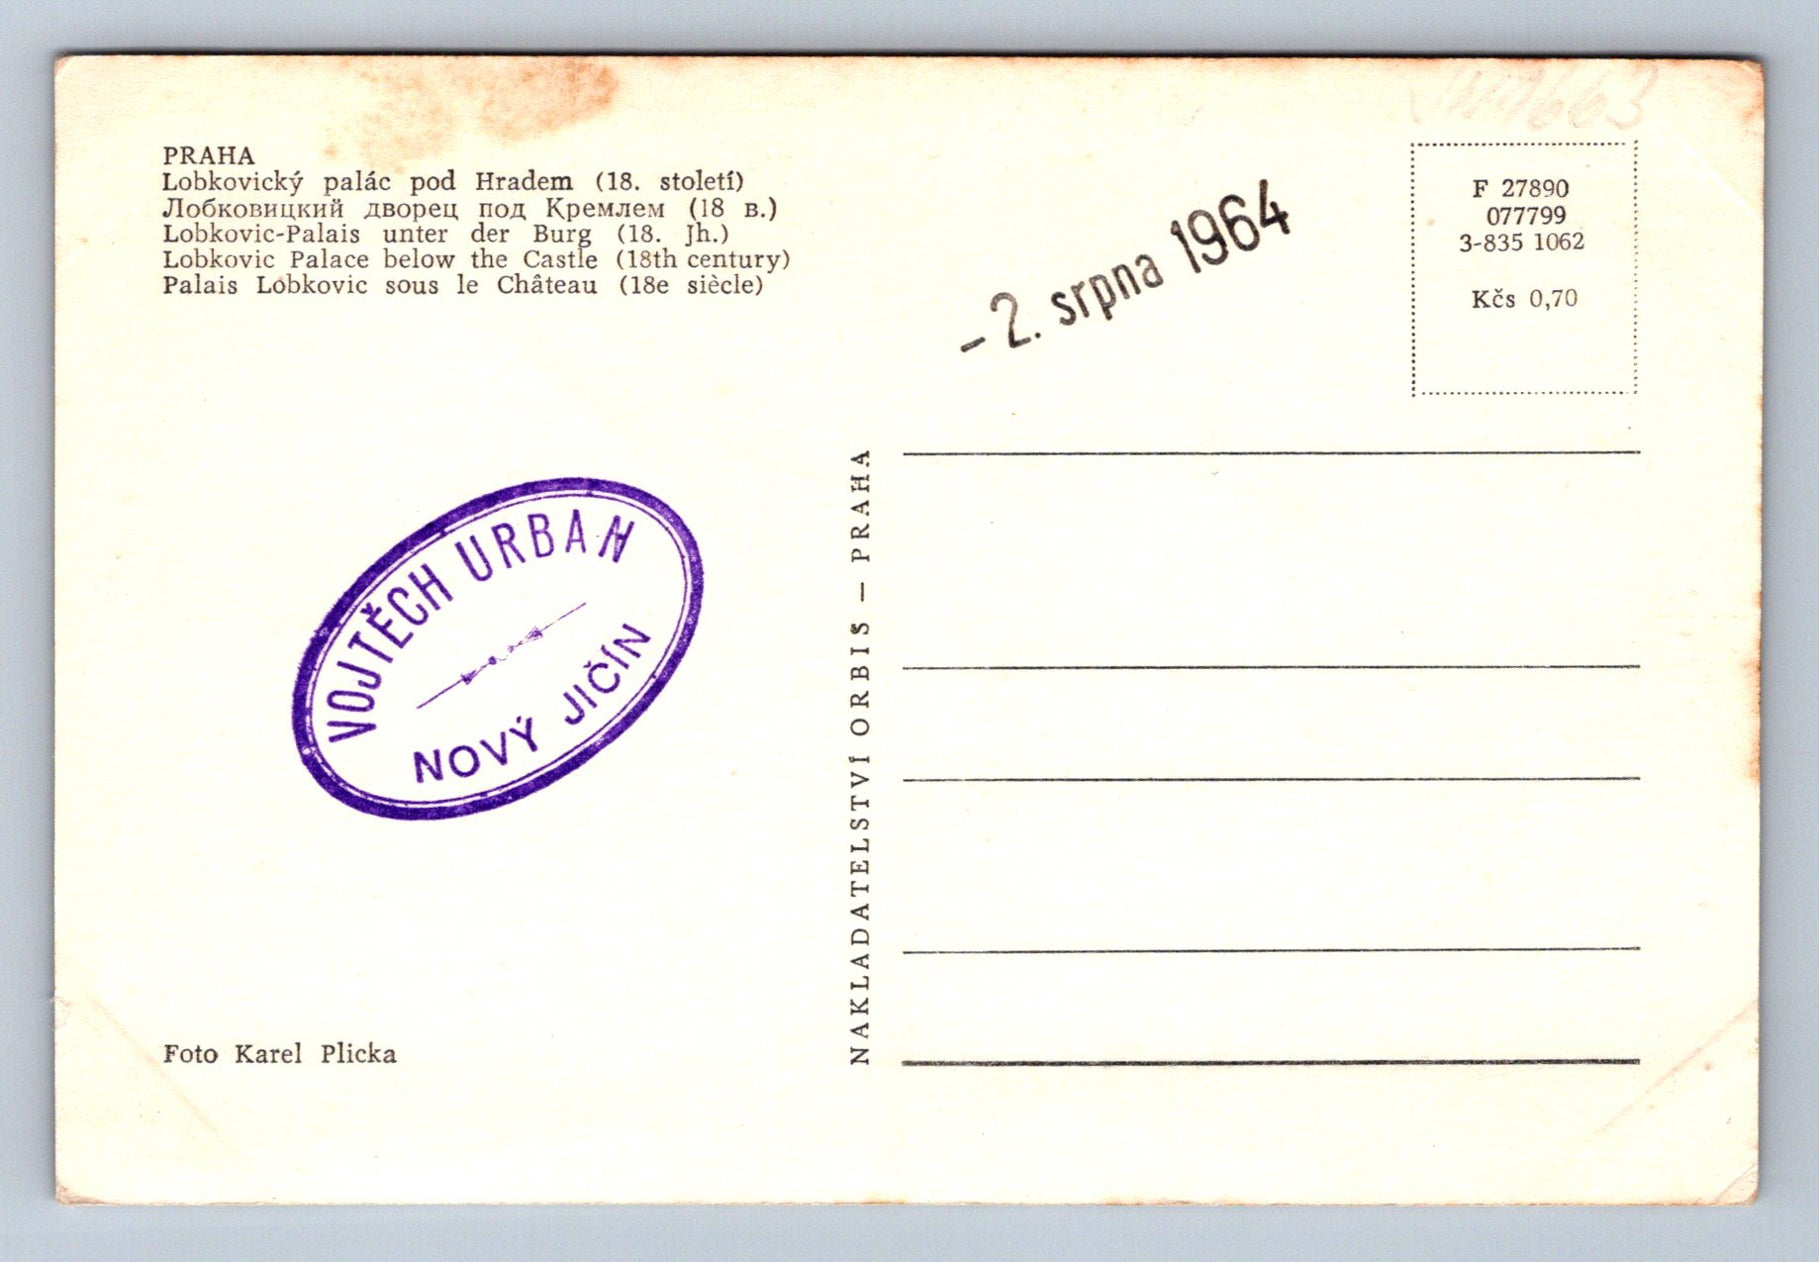 PRAHA
Lobkovický palác pod Hradem (18. století)
Лобковицкий дворец под Кремлем (18 в.)
Lobkovic-Palais unter der Burg (18. Jh.)
Lobkovic Palace below the Castle (18th century)
Palais Lobkovic sous le Château (18e siècle)
- 2. srpna 1964
F 27890
077799
3-835 1062
Kčs 0,70
VOJTĚCH URBAN
NOVÝ JIČÍN
NAKLADATELSTVÍ ORBIS — PRAHA
Foto Karel Plicka